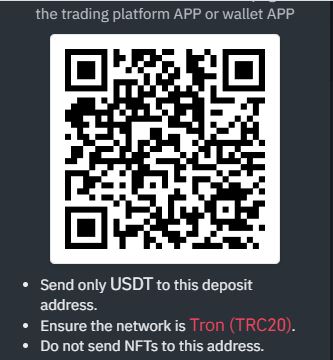 the trading platform APP or wallet APP
• Send only USDT to this deposit
address.
• Ensure the network is Tron (TRC20).
• Do not send NFTs to this address.